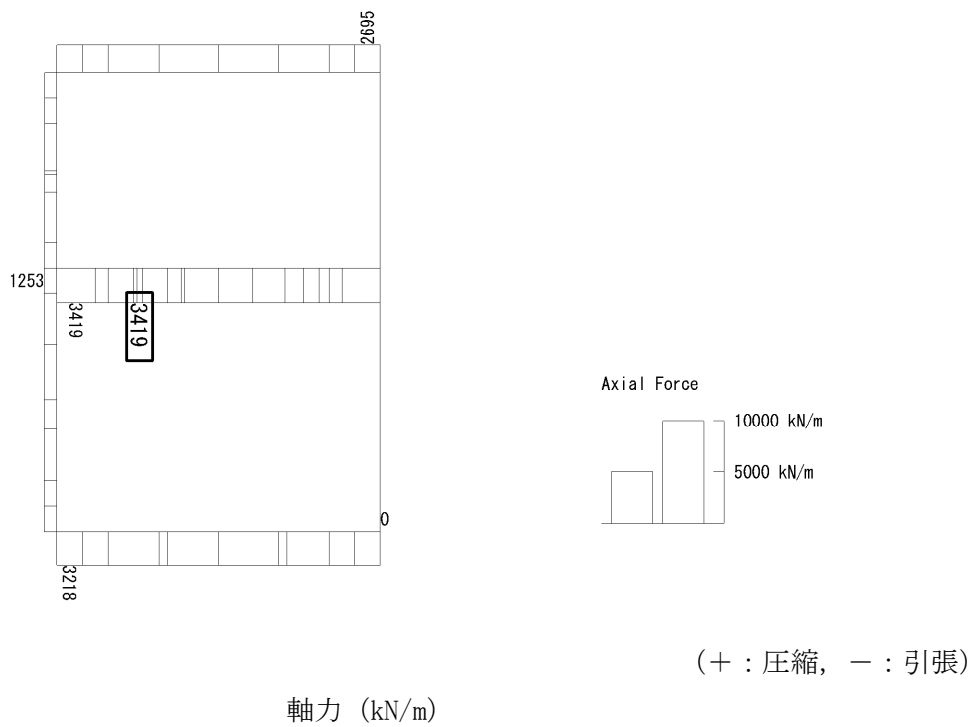 2695
1253
3419
3419
Axial Force
10000 kN/m
5000 kN/m
0
3218
(＋：圧縮，－：引張)
軸力 (kN/m)